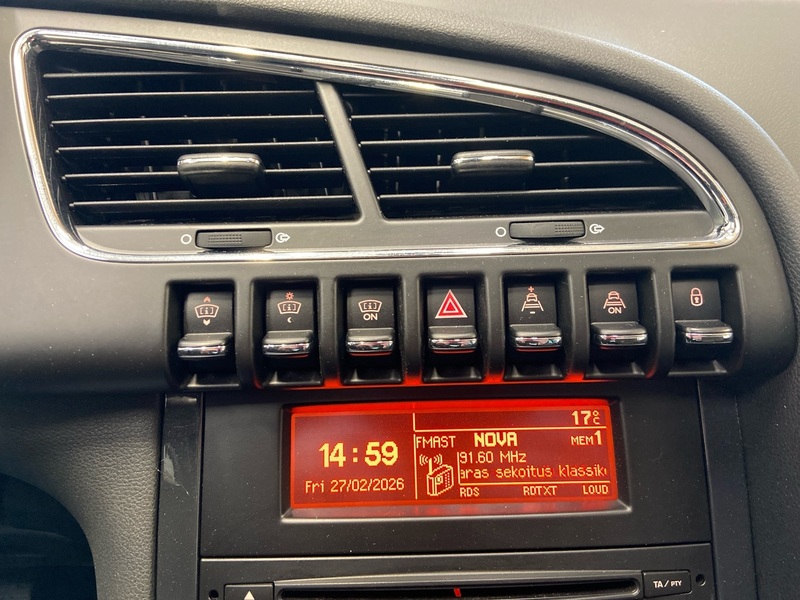 ON
ON
17°C
14:59
Fri 27/02/2026
FMAST NOVA MEM1
91.60 MHz
aras sekoitus klassik
RDS RDTXT LOUD
TA/PTY